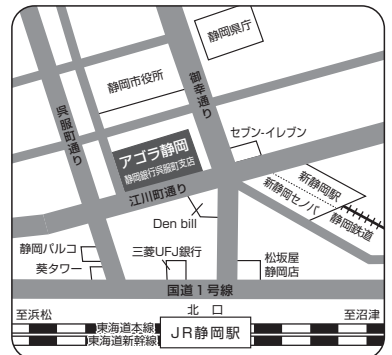 静岡県庁
静岡市役所
御幸通り
呉服町通り
セブン-イレブン
アゴラ静岡
静岡銀行呉服町支店
江川町通り
新静岡駅
新静岡セノバ
静岡鉄道
Den bill
静岡パルコ
葵タワー
三菱UFJ銀行
松坂屋
静岡店
国道1号線
至浜松
北口
至沼津
東海道本線
東海道新幹線
JR静岡駅